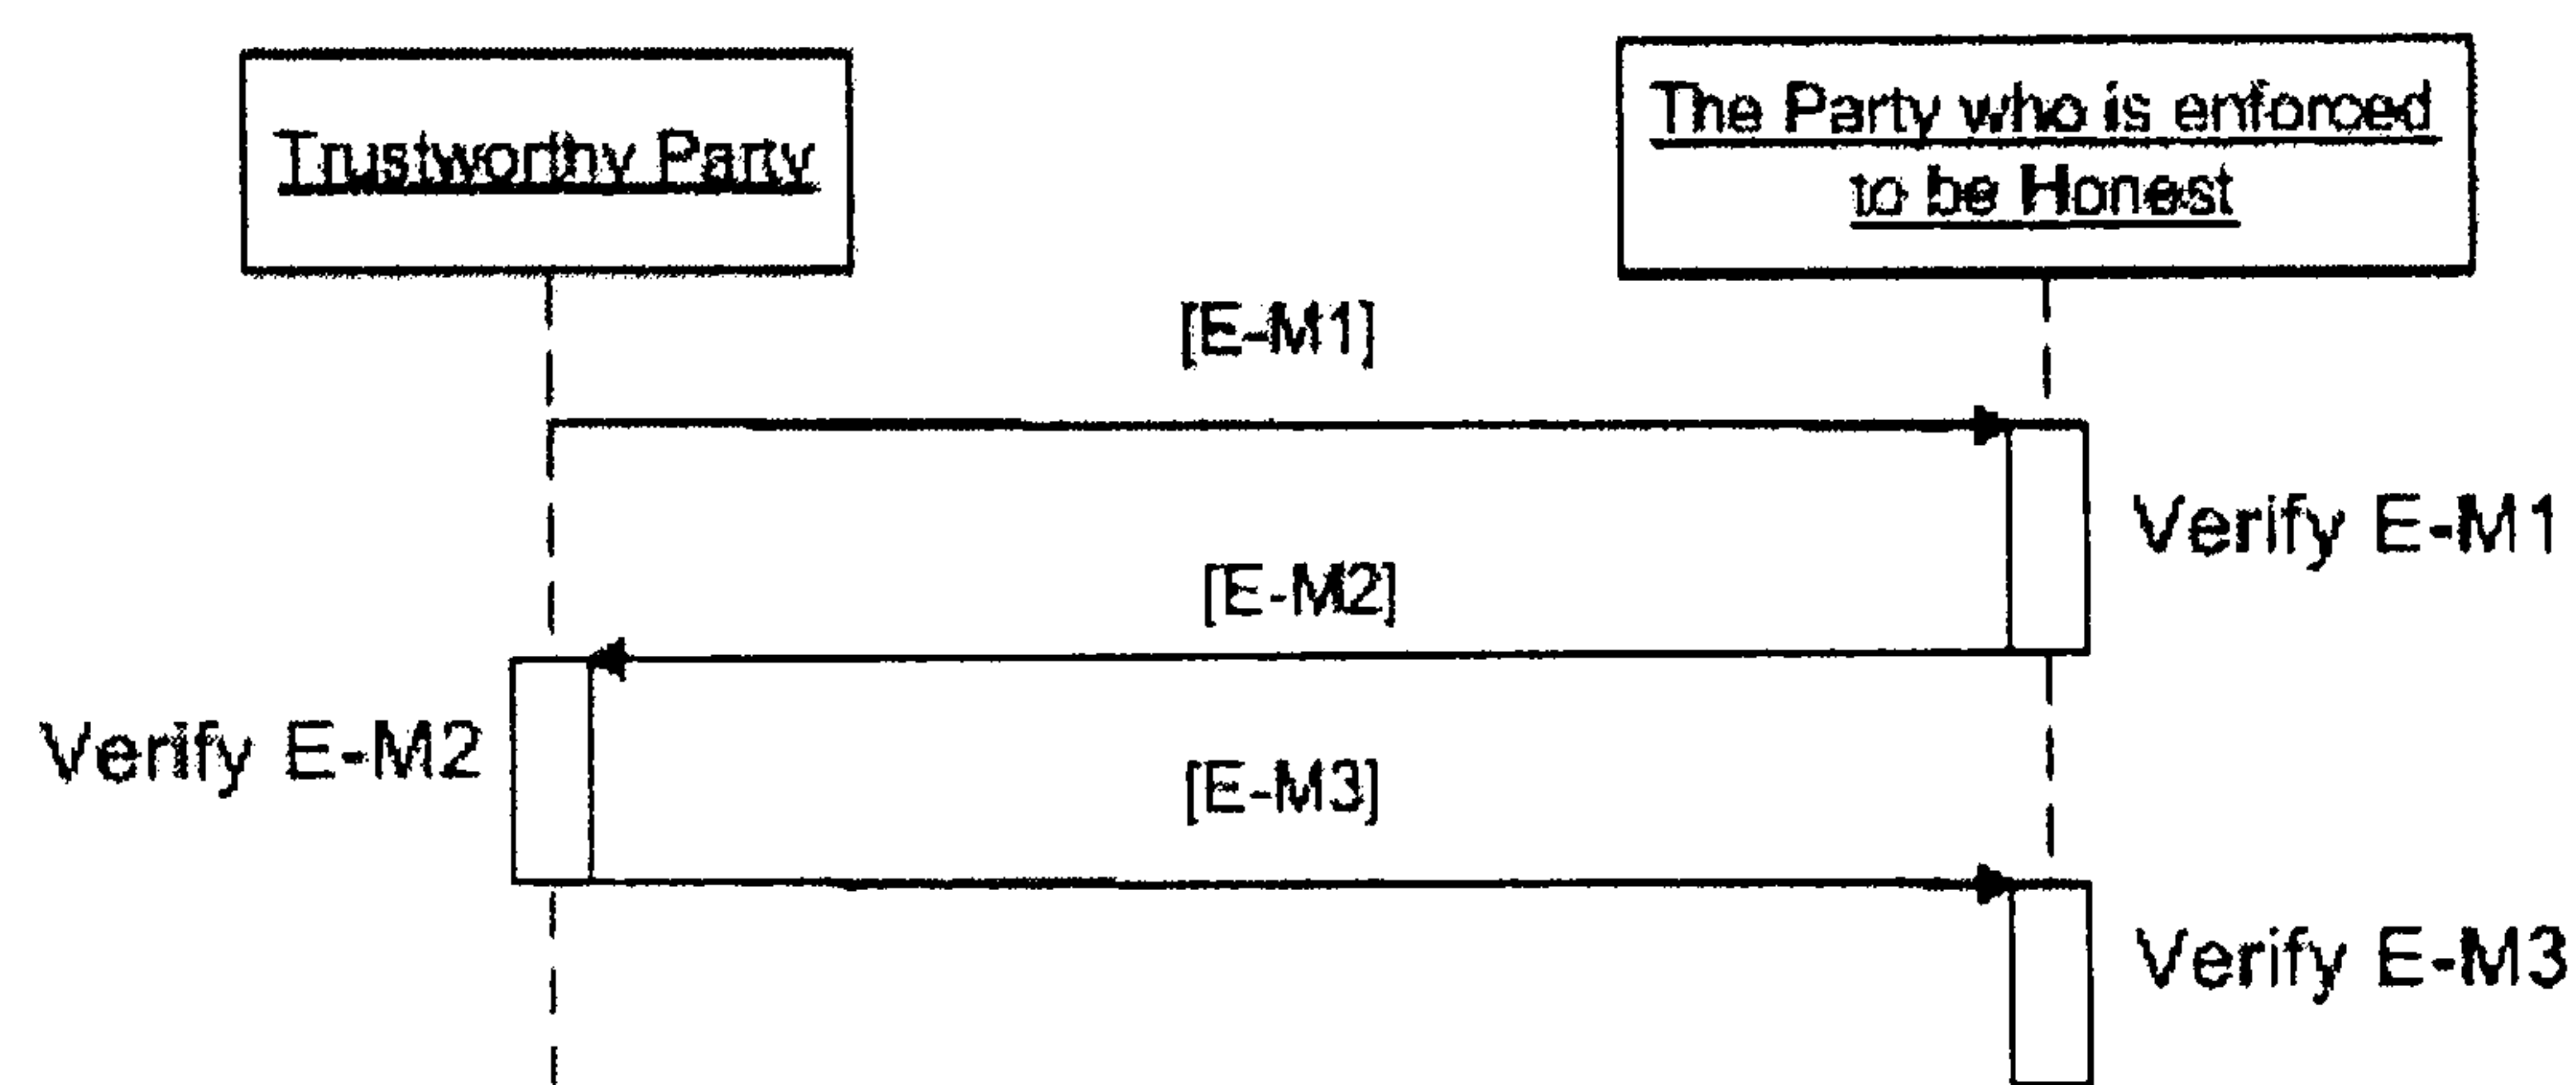 Trustworthy Party
The Party who is enforced
to be Honest
[E-M1]
Verify E-M1
[E-M2]
Verify E-M2
[E-M3]
Verify E-M3